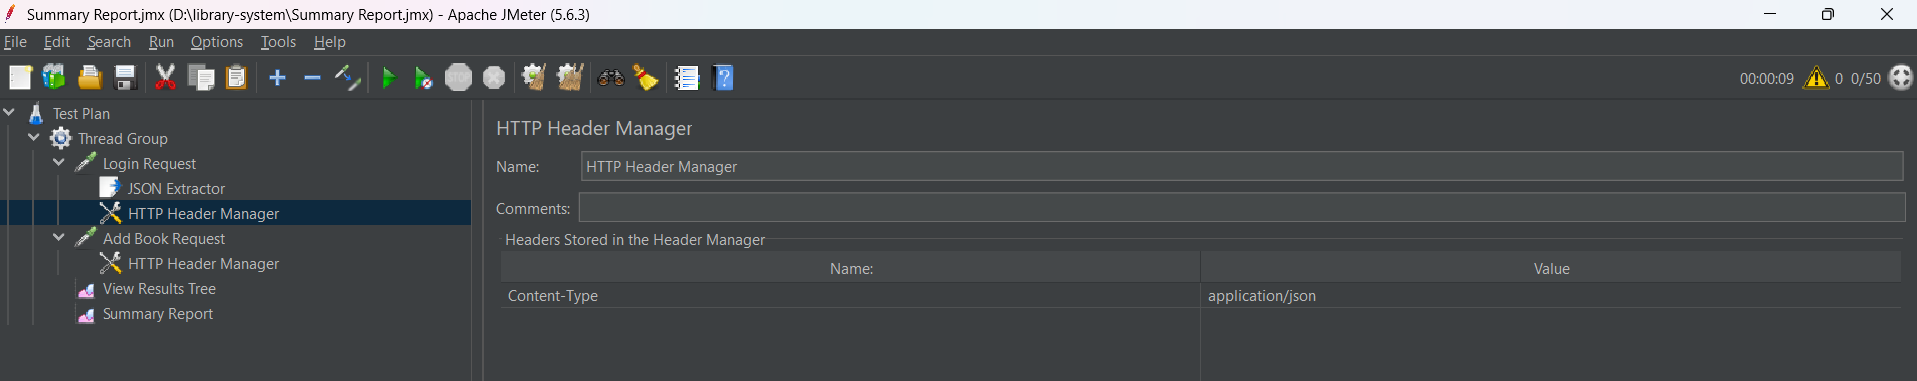 Summary Report.jmx (D:\library-system\Summary Report.jmx) - Apache JMeter (5.6.3)
File Edit Search Run Options Tools Help
STOP
00:00:09 0 0/50
Test Plan
Thread Group
Login Request
JSON Extractor
HTTP Header Manager
Add Book Request
HTTP Header Manager
View Results Tree
Summary Report
HTTP Header Manager
Name: HTTP Header Manager
Comments:
Headers Stored in the Header Manager
Name: Value
Content-Type application/json